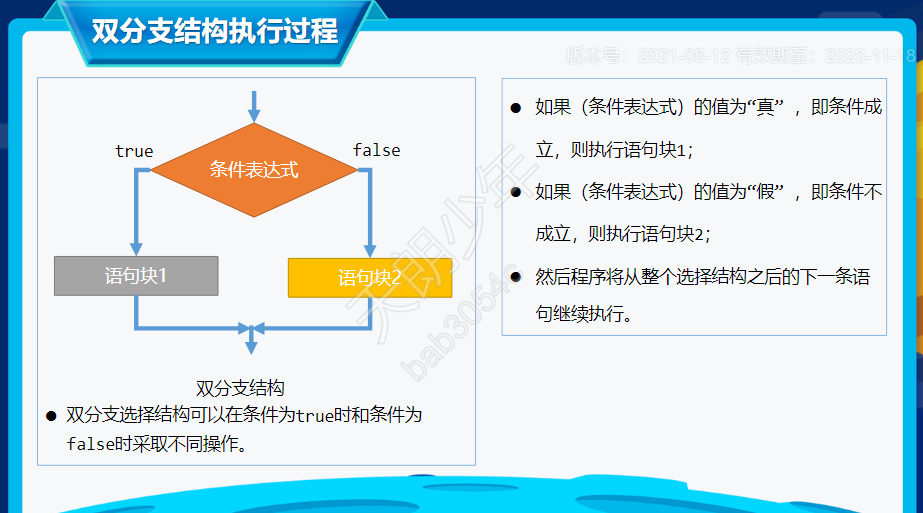 双分支结构执行过程
版本号：2021-08-12 有效期至：2023-11-18
true
false
条件表达式
语句块1
语句块2
双分支结构
● 双分支选择结构可以在条件为true时和条件为
false时采取不同操作。
● 如果（条件表达式）的值为“真”，即条件成
立，则执行语句块1；
● 如果（条件表达式）的值为“假”，即条件不
成立，则执行语句块2；
● 然后程序将从整个选择结构之后的下一条语
句继续执行。
天朗少年